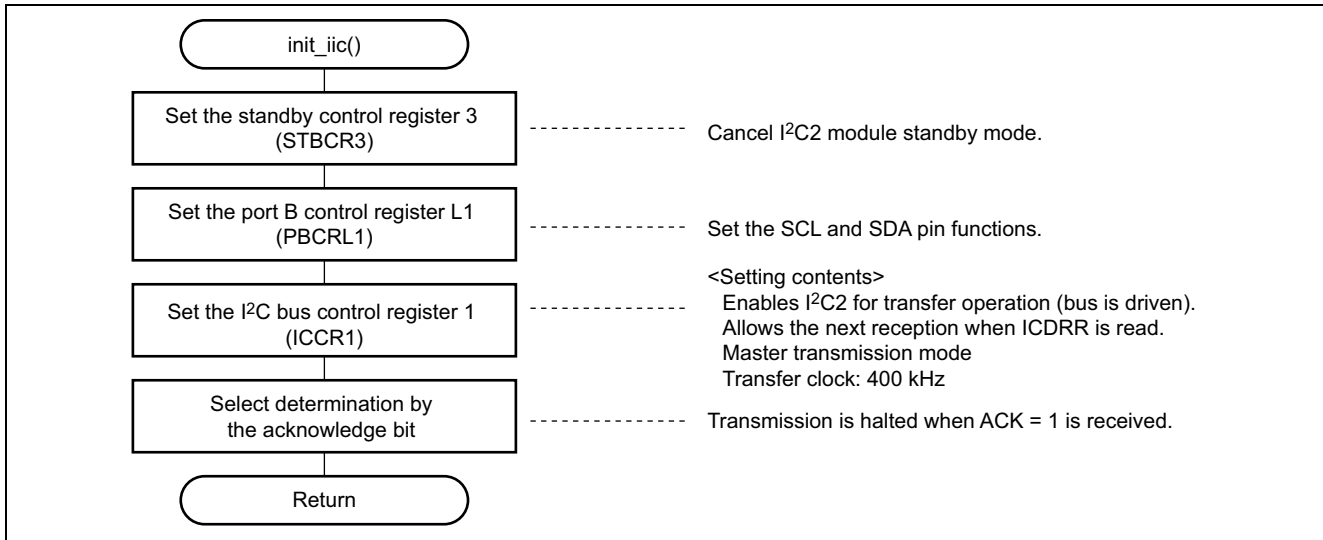 init_iic()
Set the standby control register 3
(STBCR3)
Cancel I2C2 module standby mode.
Set the port B control register L1
(PBCRL1)
Set the SCL and SDA pin functions.
Set the I2C bus control register 1
(ICCR1)
<Setting contents>
Enables I2C2 for transfer operation (bus is driven).
Allows the next reception when ICDRR is read.
Master transmission mode
Transfer clock: 400 kHz
Select determination by
the acknowledge bit
Transmission is halted when ACK = 1 is received.
Return